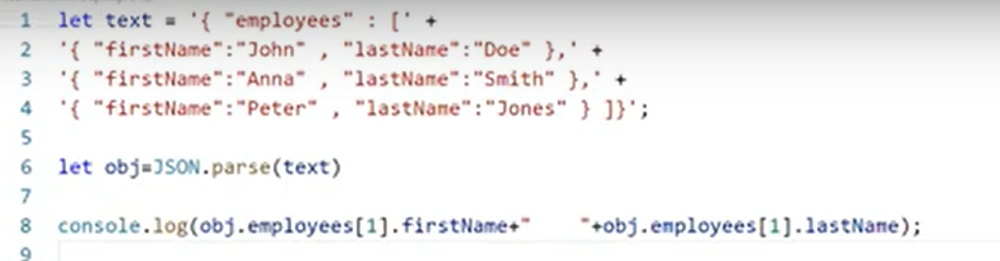 1 let text = '{ "employees" : [' +
2 '{ "firstName":"John" , "lastName":"Doe" },' +
3 '{ "firstName":"Anna" , "lastName":"Smith" },' +
4 '{ "firstName":"Peter" , "lastName":"Jones" } ]}';
5
6 let obj=JSON.parse(text)
7
8 console.log(obj.employees[1].firstName+"    "+obj.employees[1].lastName);
9